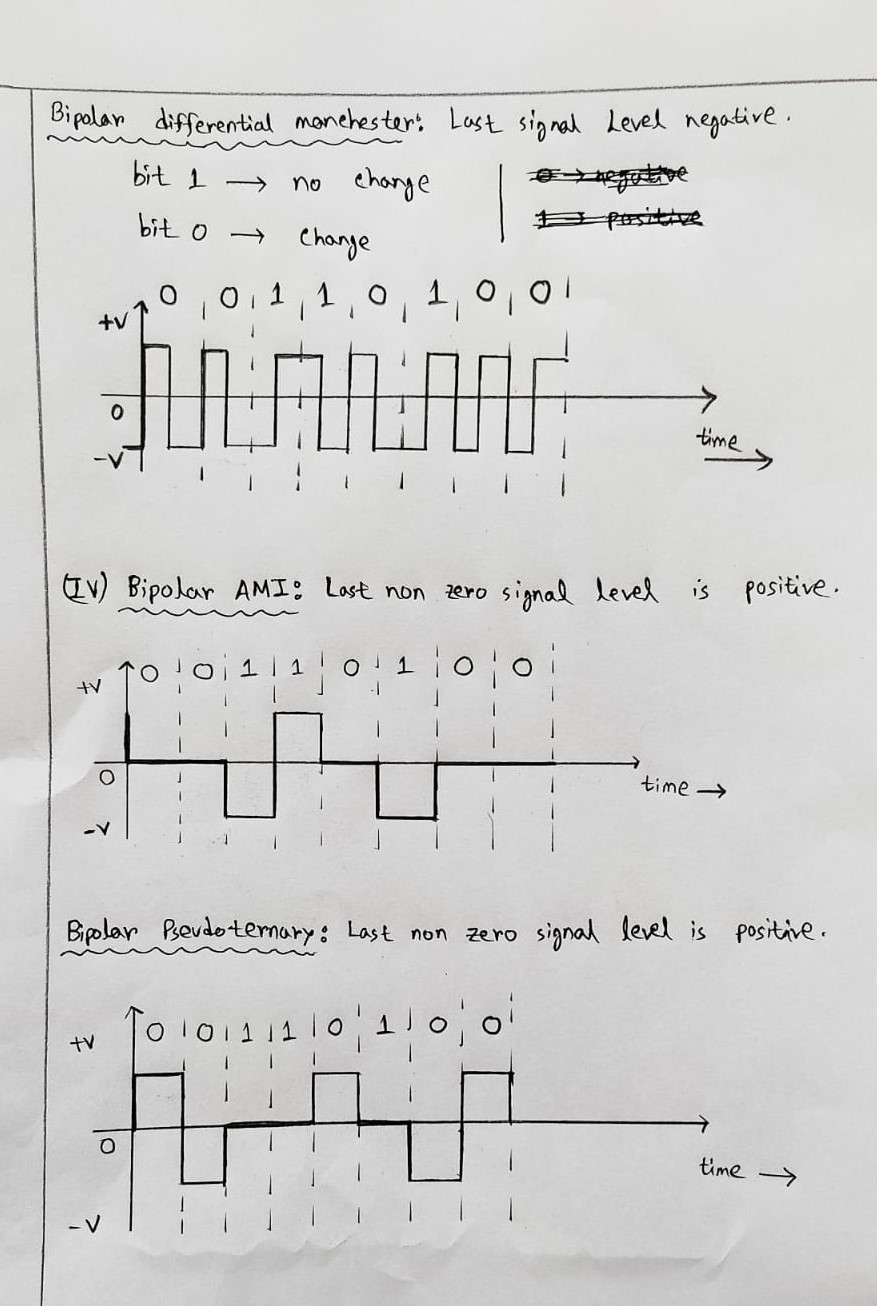 Bipolar differential manchester: Last signal Level negative.
bit 1 → no change | 0 → negative
bit 0 → change | 1 → positive
0 0 1 1 0 1 0 0
+V
0
-V
time
(IV) Bipolar AMI: Last non zero signal level is positive.
0 0 1 1 0 1 0 0
+V
0
time →
-V
Bipolar Pseudoternary: Last non zero signal level is positive.
0 0 1 1 0 1 0 0
+V
0
time →
-V